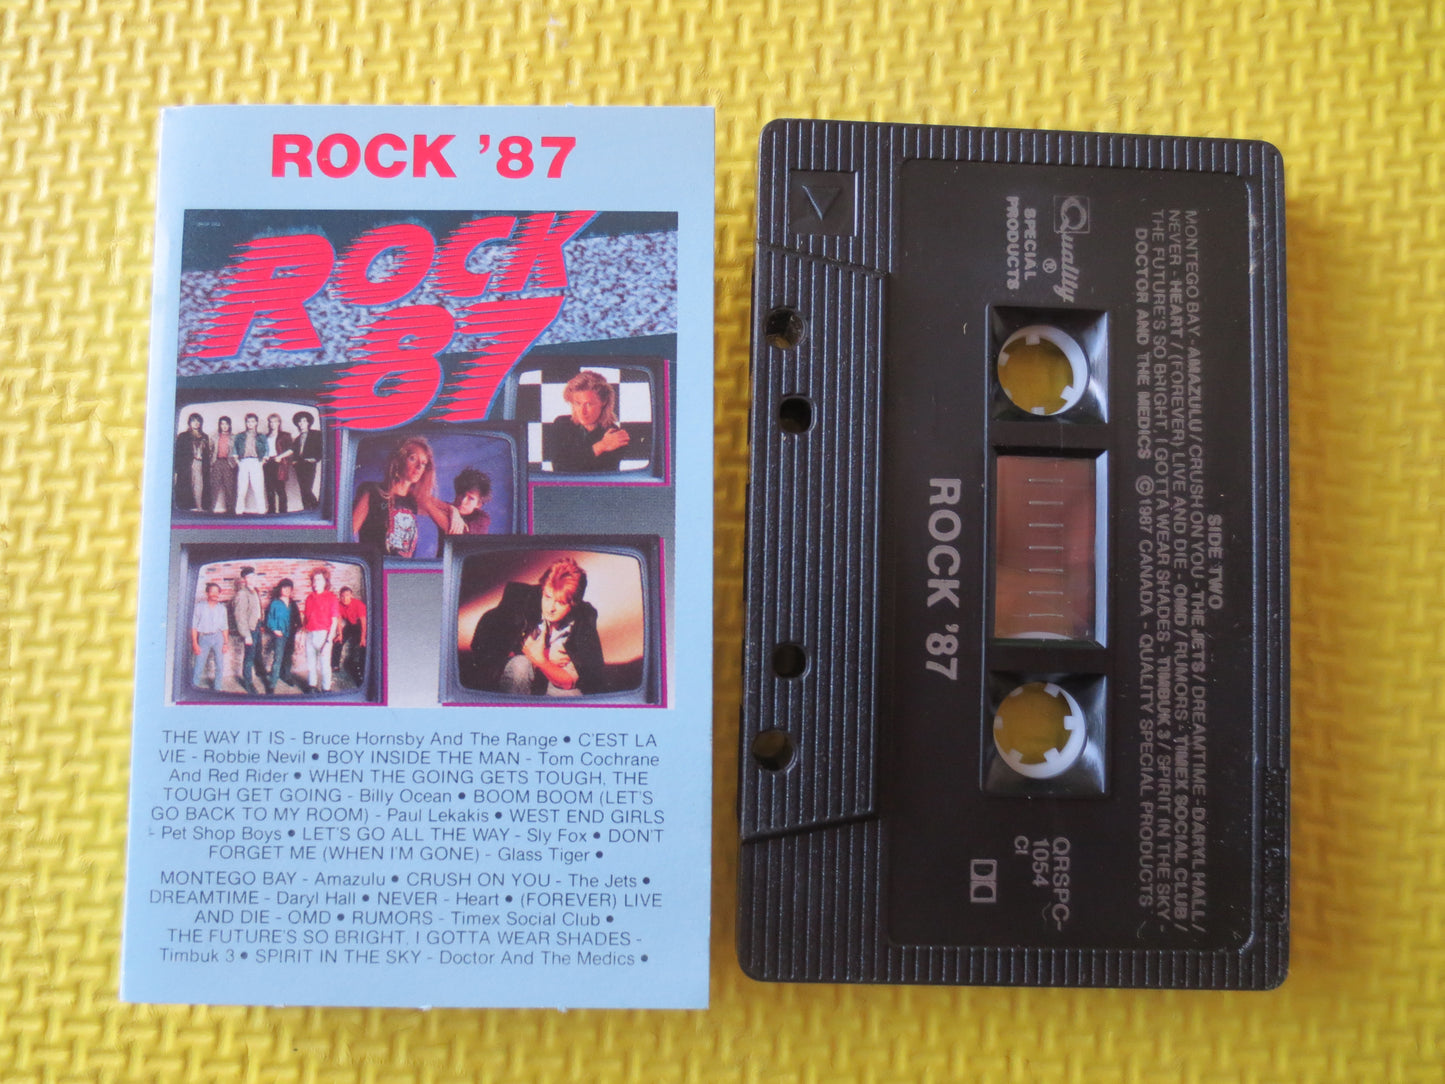 ROCK '87
ROCK
87
THE WAY IT IS - Bruce Hornsby And The Range • C'EST LA
VIE - Robbie Nevil • BOY INSIDE THE MAN - Tom Cochrane
And Red Rider • WHEN THE GOING GETS TOUGH, THE
TOUGH GET GOING - Billy Ocean • BOOM BOOM (LET'S
GO BACK TO MY ROOM) - Paul Lekakis • WEST END GIRLS
- Pet Shop Boys • LET'S GO ALL THE WAY - Sly Fox • DON'T
FORGET ME (WHEN I'M GONE) - Glass Tiger •
MONTEGO BAY - Amazulu • CRUSH ON YOU - The Jets •
DREAMTIME - Daryl Hall • NEVER - Heart • (FOREVER) LIVE
AND DIE - OMD • RUMORS - Timex Social Club •
THE FUTURE'S SO BRIGHT, I GOTTA WEAR SHADES -
Timbuk 3 • SPIRIT IN THE SKY - Doctor And The Medics •
SIDE TWO
MONTEGO BAY - AMAZULU / CRUSH ON YOU - THE JETS / DREAMTIME - DARYL HALL /
NEVER - HEART / (FOREVER) LIVE AND DIE - OMD / RUMORS - TIMEX SOCIAL CLUB /
THE FUTURE'S SO BRIGHT, I GOTTA WEAR SHADES - TIMBUK 3 / SPIRIT IN THE SKY -
DOCTOR AND THE MEDICS ©1987 CANADA - QUALITY SPECIAL PRODUCTS
Quality
®
SPECIAL
PRODUCTS
ROCK '87
QRSPC-
1054
CI